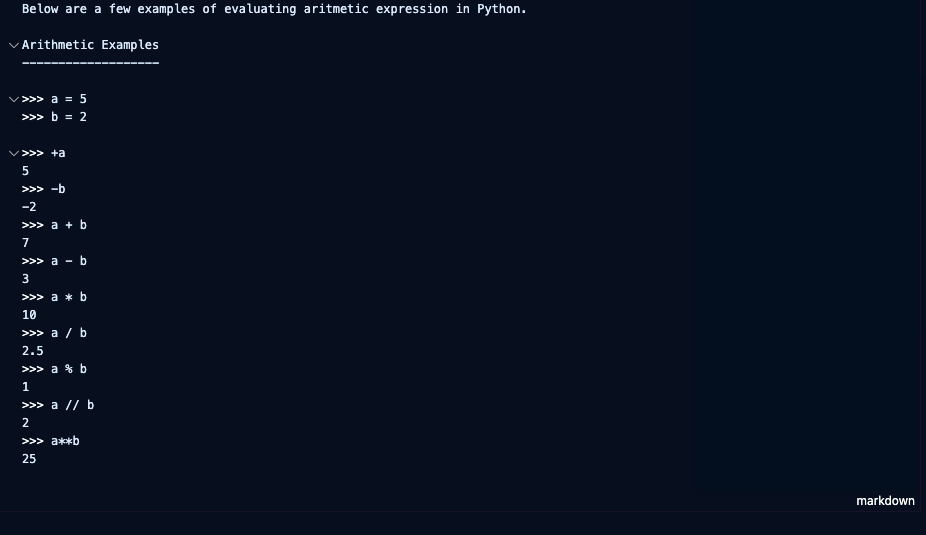 Below are a few examples of evaluating aritmetic expression in Python.
Arithmetic Examples
-------------------
>>> a = 5
>>> b = 2
>>> +a
5
>>> -b
-2
>>> a + b
7
>>> a - b
3
>>> a * b
10
>>> a / b
2.5
>>> a % b
1
>>> a // b
2
>>> a**b
25
markdown